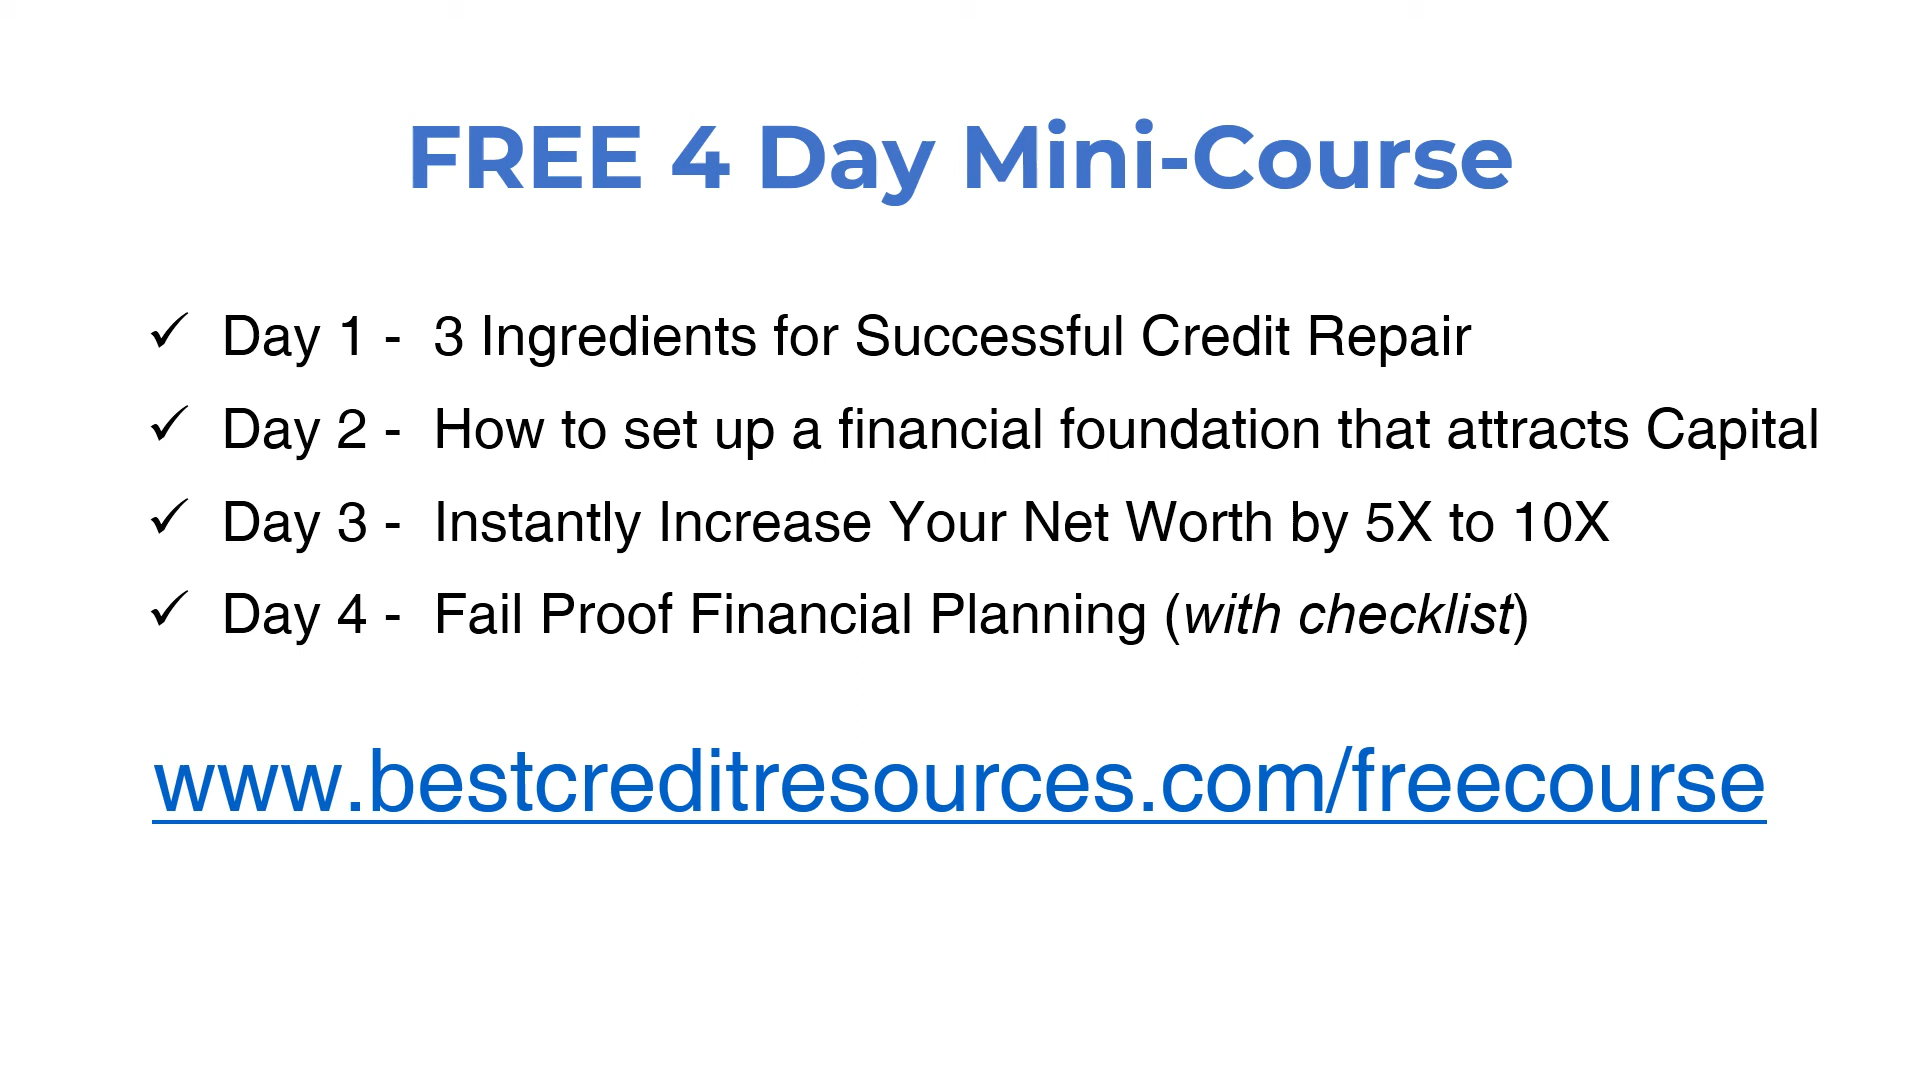 FREE 4 Day Mini-Course
✓ Day 1 - 3 Ingredients for Successful Credit Repair
✓ Day 2 - How to set up a financial foundation that attracts Capital
✓ Day 3 - Instantly Increase Your Net Worth by 5X to 10X
✓ Day 4 - Fail Proof Financial Planning (with checklist)
www.bestcreditresources.com/freecourse